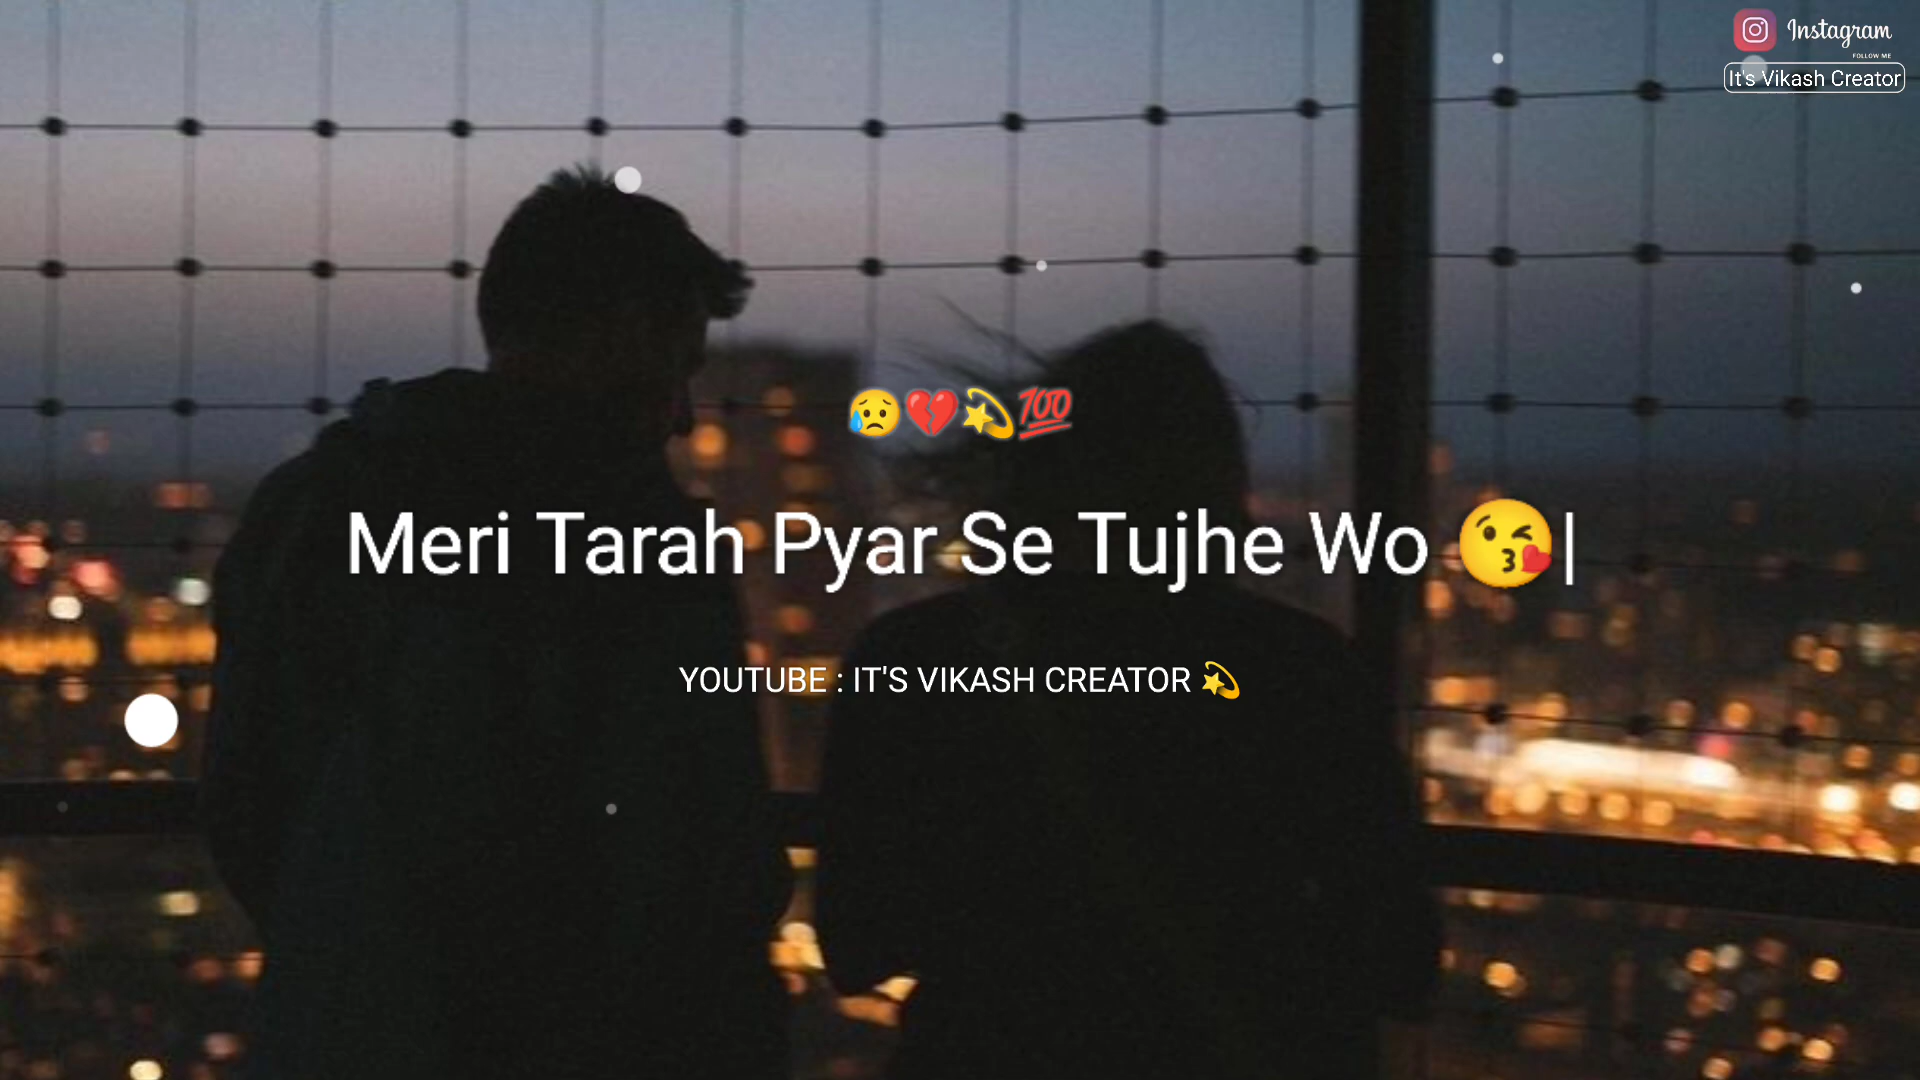 Instagram
FOLLOW ME
It's Vikash Creator
😥💔💫💯
Meri Tarah Pyar Se Tujhe Wo 😘|
YOUTUBE : IT'S VIKASH CREATOR 💫